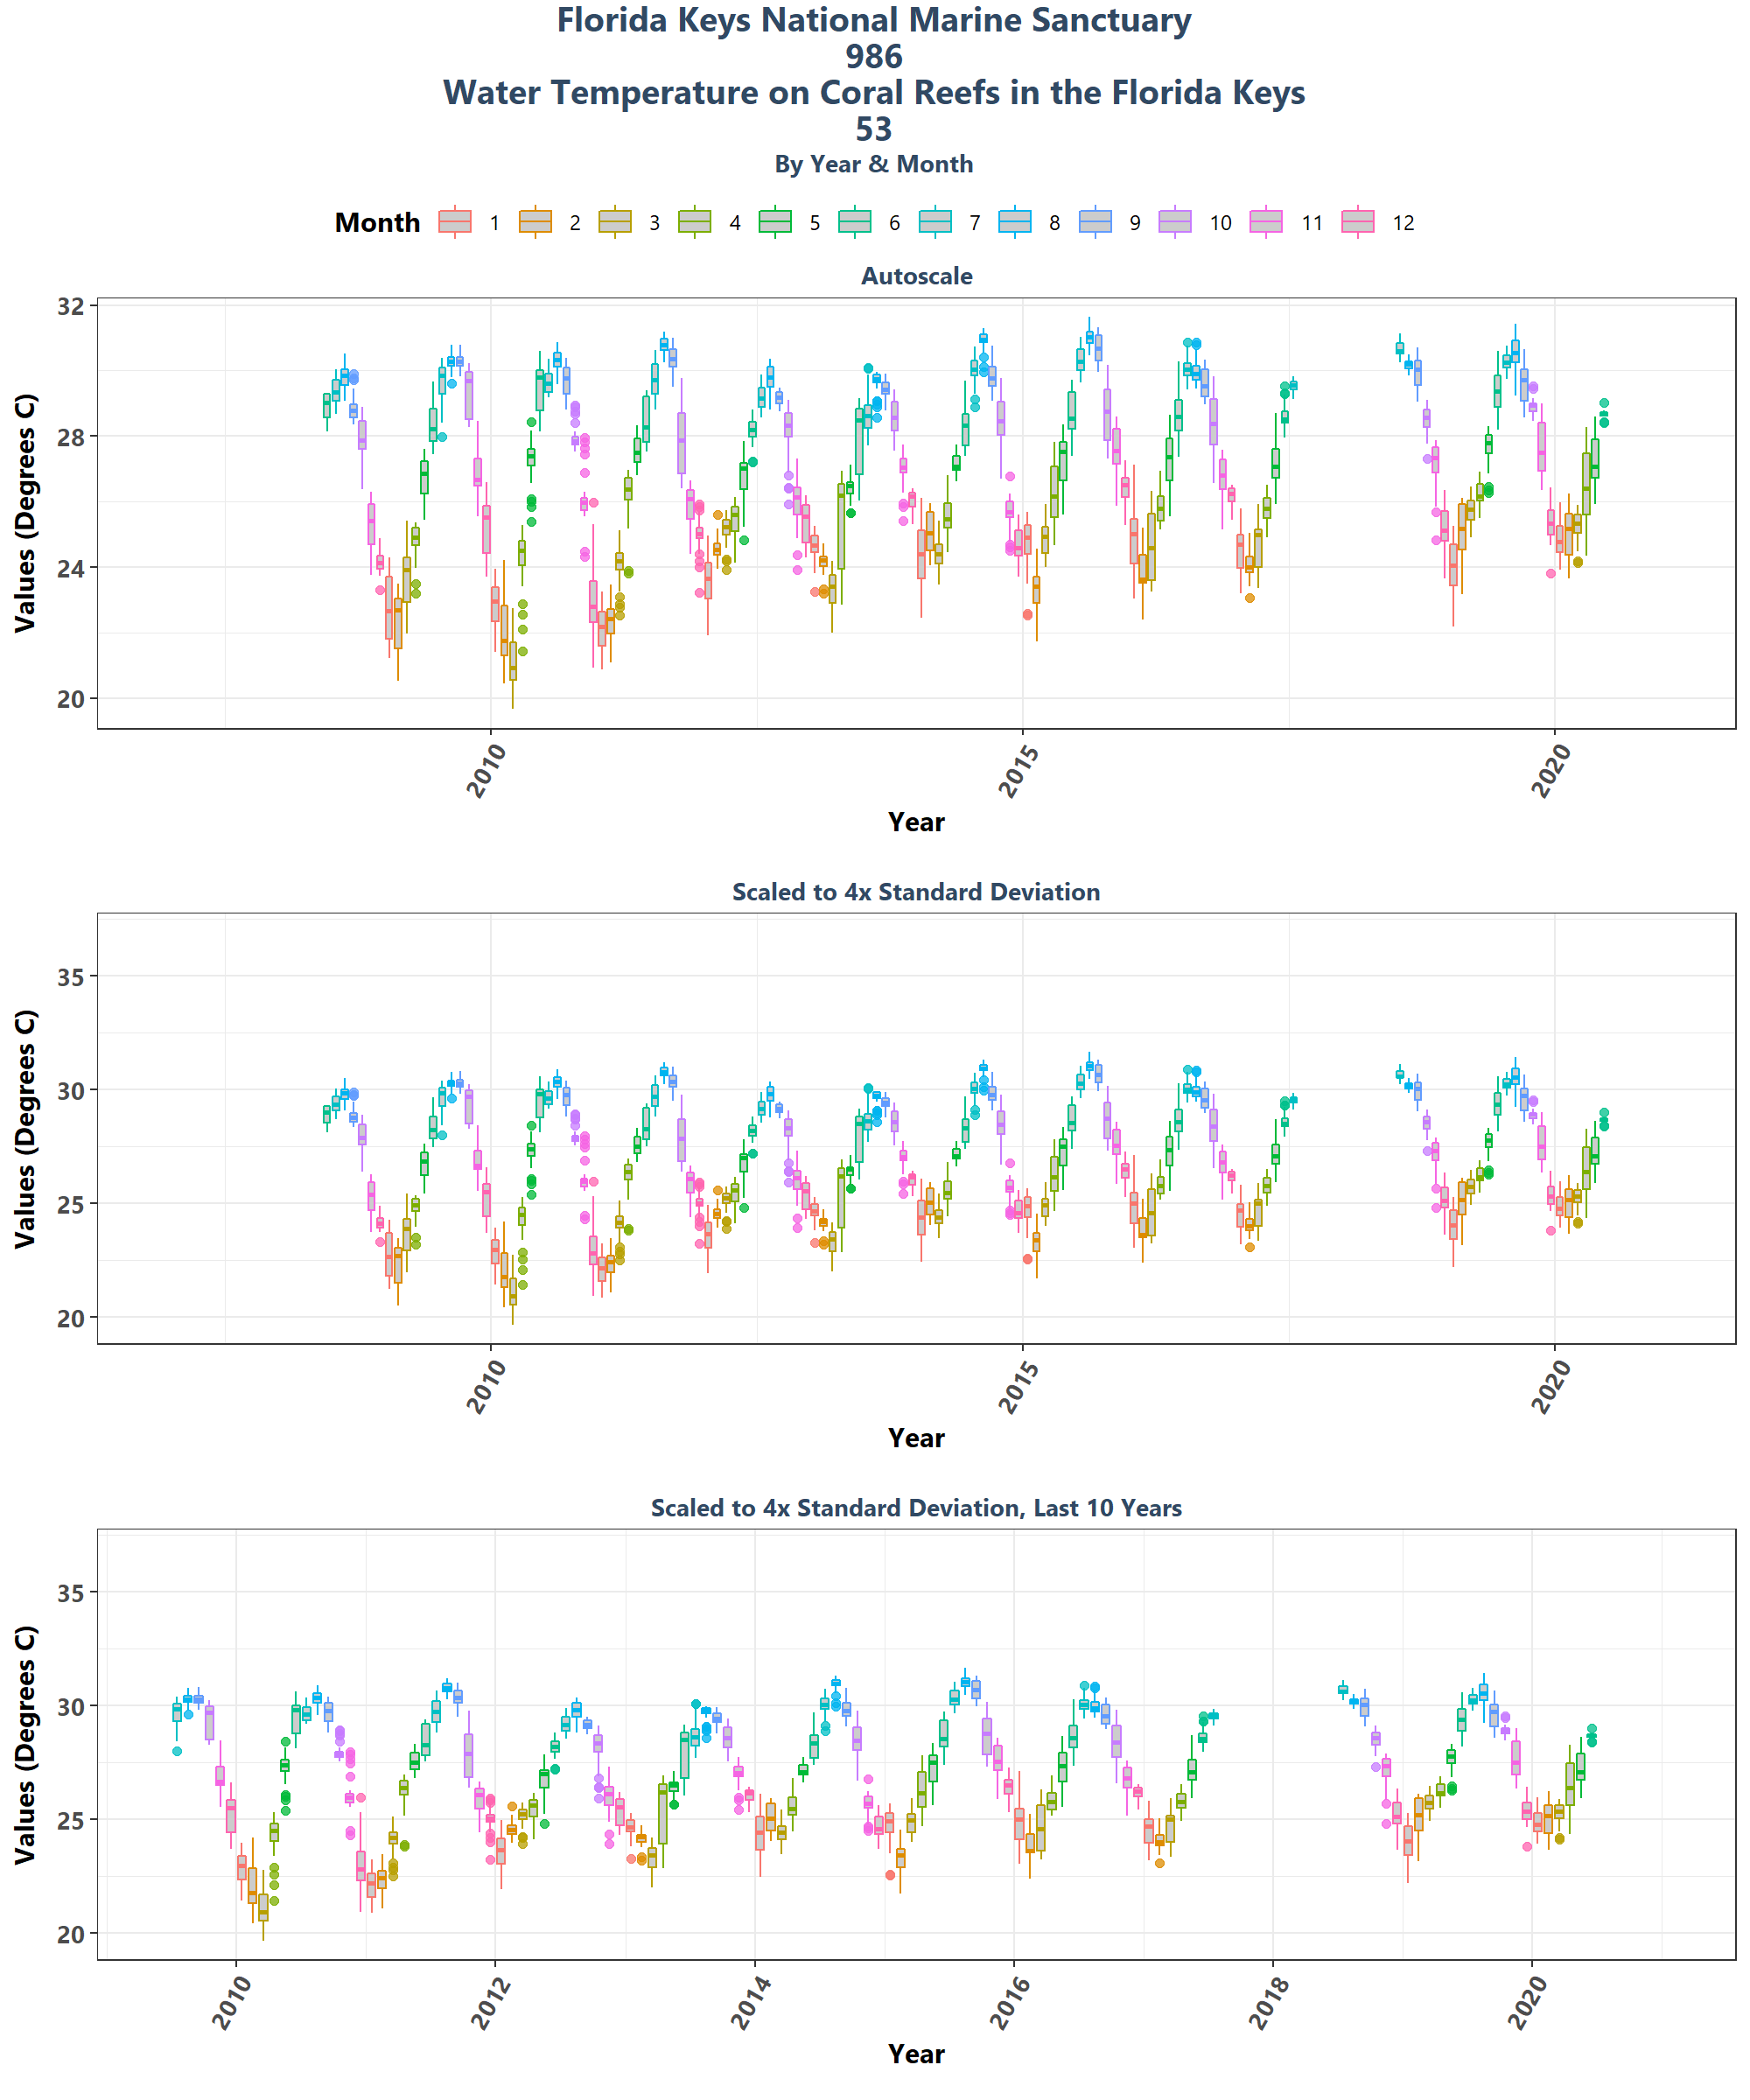 Florida Keys National Marine Sanctuary
986
Water Temperature on Coral Reefs in the Florida Keys
53
By Year & Month
Month 1 2 3 4 5 6 7 8 9 10 11 12
Autoscale
Values (Degrees C)
32
28
24
20
2010 2015 2020
Year
Scaled to 4x Standard Deviation
Values (Degrees C)
35
30
25
20
2010 2015 2020
Year
Scaled to 4x Standard Deviation, Last 10 Years
Values (Degrees C)
35
30
25
20
2010 2012 2014 2016 2018 2020
Year